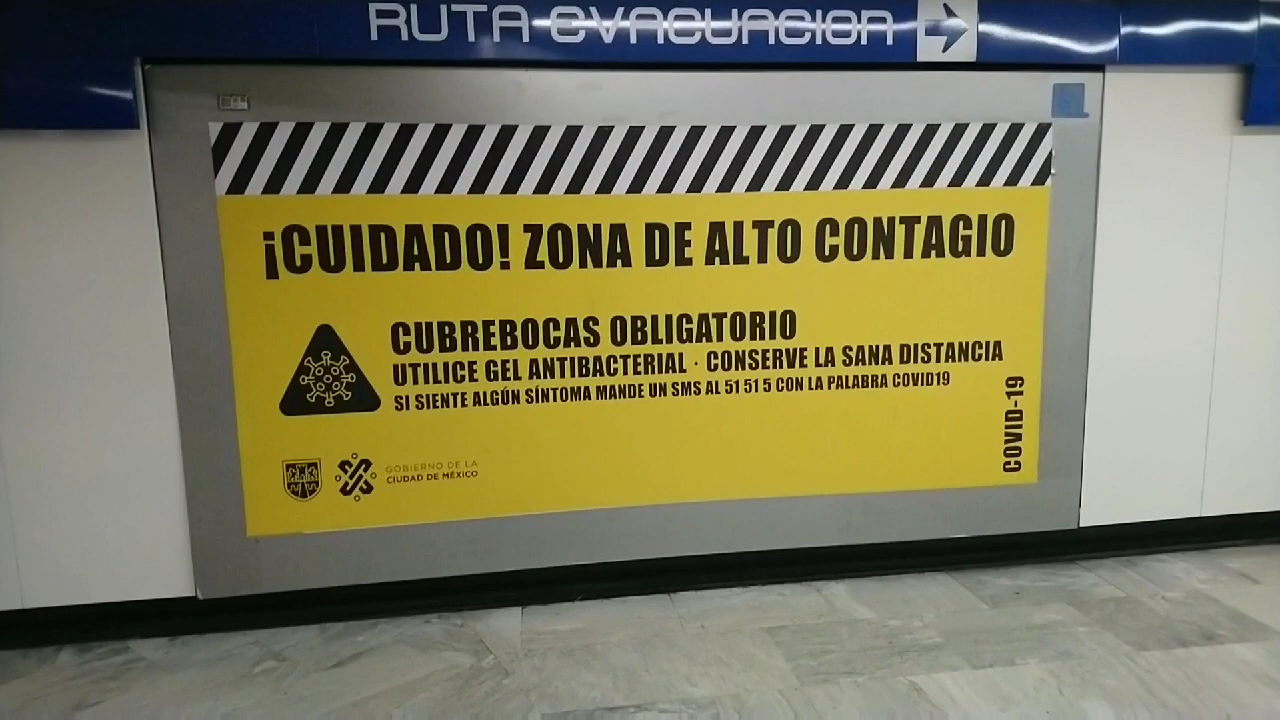 RUTA EVACUACION
¡CUIDADO! ZONA DE ALTO CONTAGIO
CUBREBOCAS OBLIGATORIO
UTILICE GEL ANTIBACTERIAL · CONSERVE LA SANA DISTANCIA
SI SIENTE ALGÚN SÍNTOMA MANDE UN SMS AL 51 51 5 CON LA PALABRA COVID19
COVID-19
GOBIERNO DE LA
CIUDAD DE MÉXICO